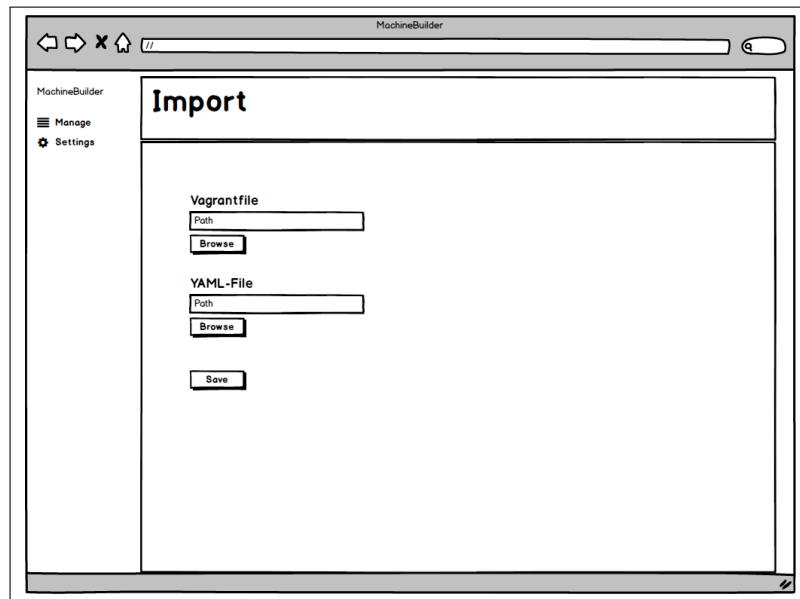 MachineBuilder
//
MachineBuilder
Manage
Settings
Import
Vagrantfile
Path
Browse
YAML-File
Path
Browse
Save